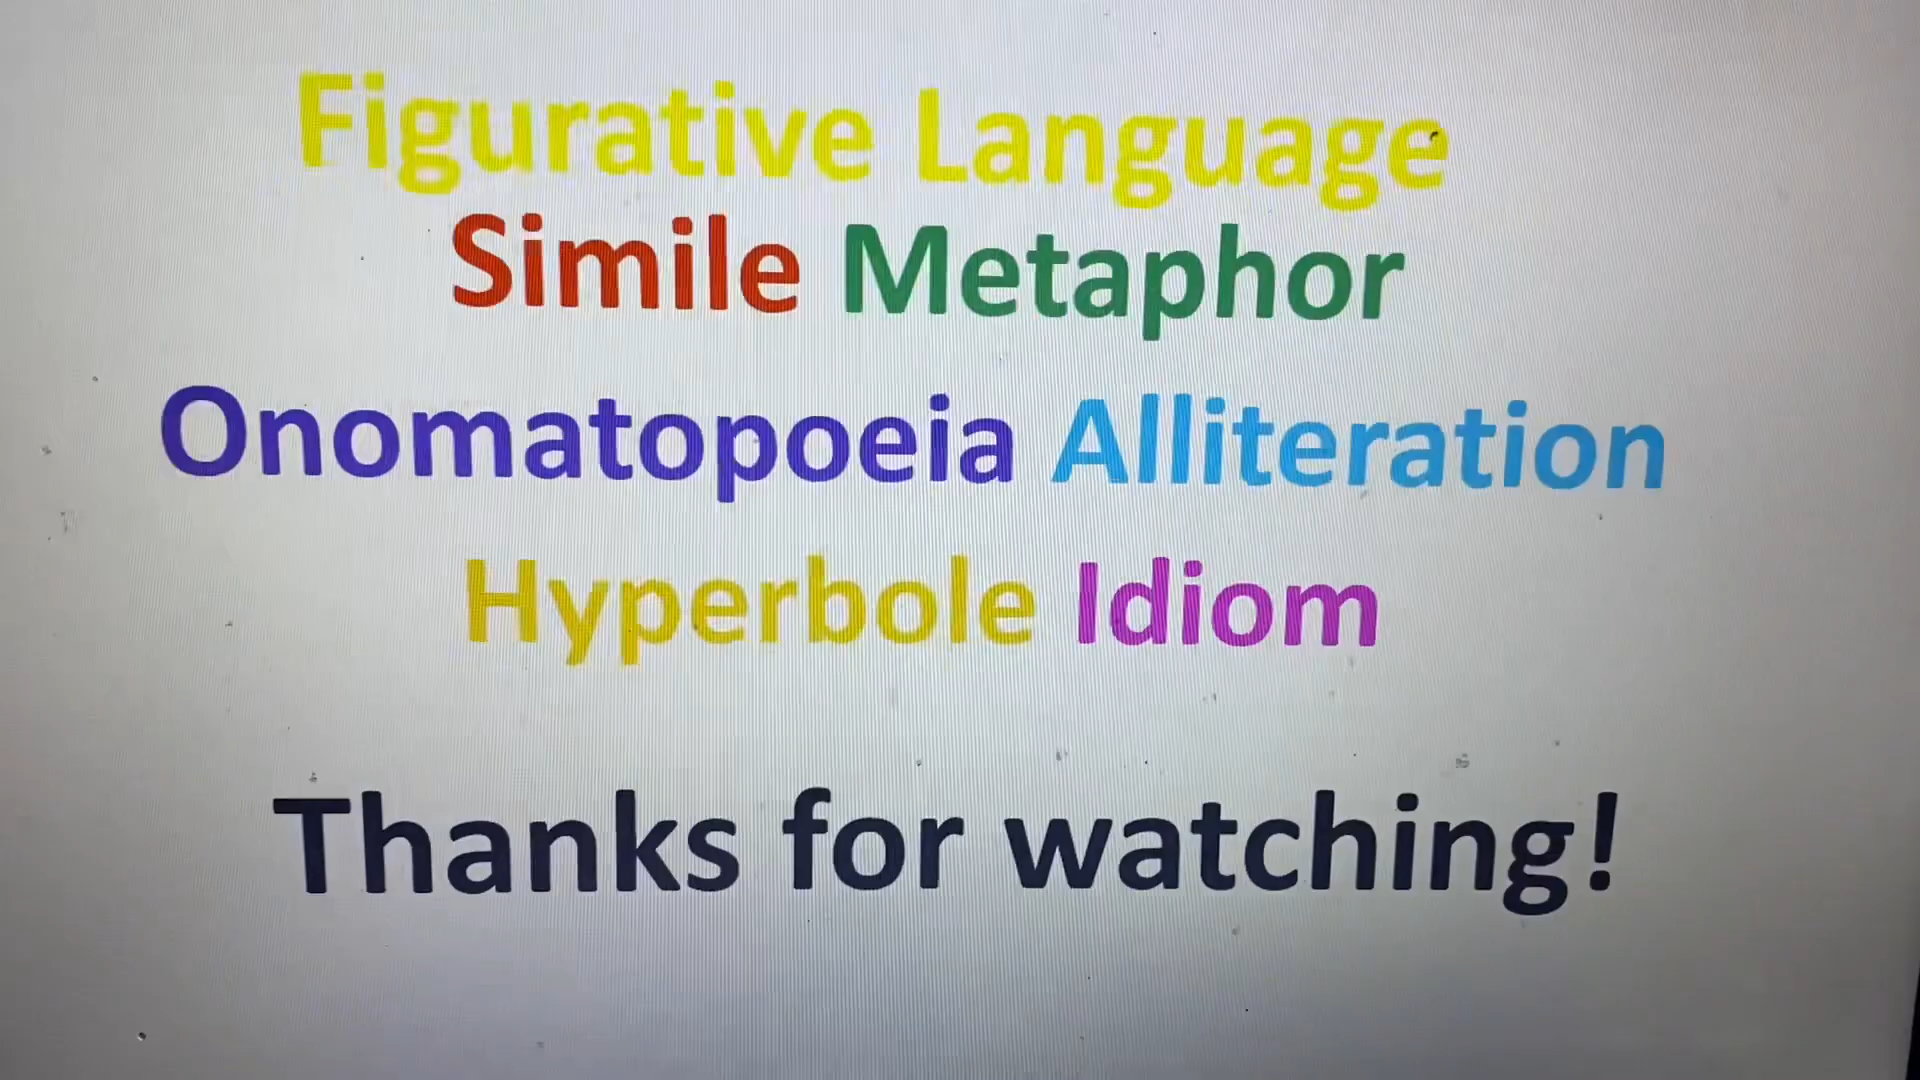 Figurative Language
Simile Metaphor
Onomatopoeia Alliteration
Hyperbole Idiom
Thanks for watching!